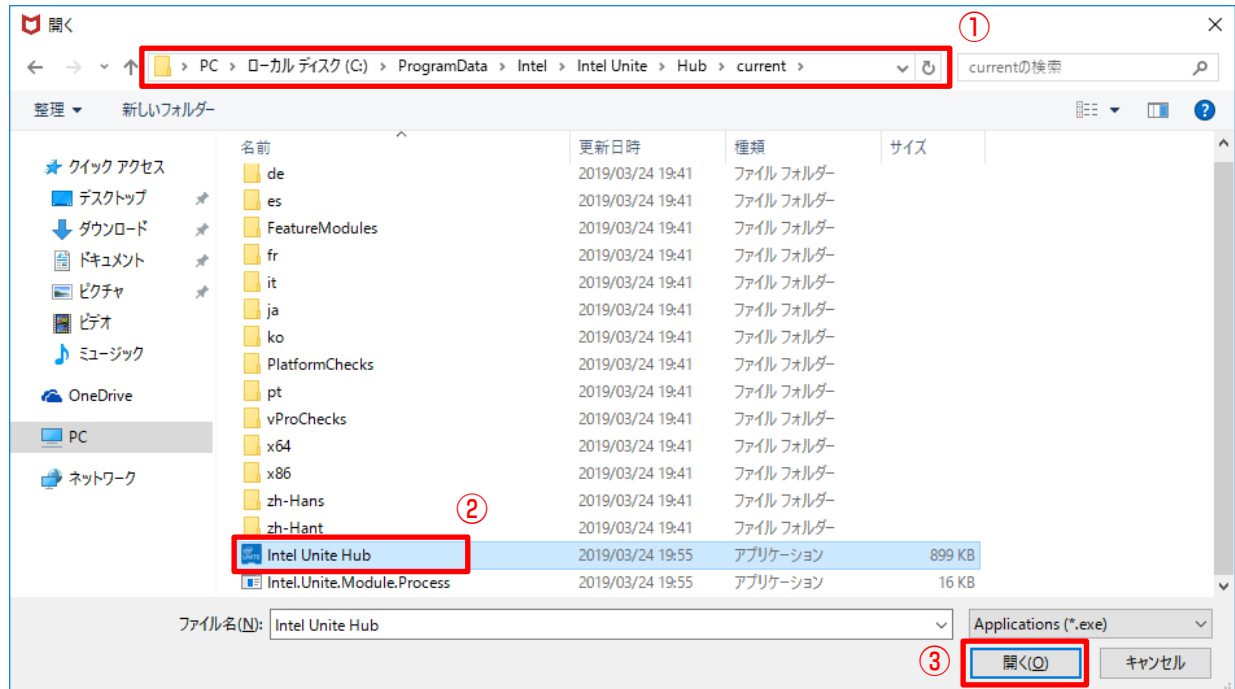 開く
①
PC › ローカル ディスク (C:) › ProgramData › Intel › Intel Unite › Hub › current ›
currentの検索
整理
新しいフォルダー
名前 更新日時 種類 サイズ
クイック アクセス
デスクトップ
ダウンロード
ドキュメント
ピクチャ
ビデオ
ミュージック
OneDrive
PC
ネットワーク
de 2019/03/24 19:41 ファイル フォルダー
es 2019/03/24 19:41 ファイル フォルダー
FeatureModules 2019/03/24 19:41 ファイル フォルダー
fr 2019/03/24 19:41 ファイル フォルダー
it 2019/03/24 19:41 ファイル フォルダー
ja 2019/03/24 19:41 ファイル フォルダー
ko 2019/03/24 19:41 ファイル フォルダー
PlatformChecks 2019/03/24 19:41 ファイル フォルダー
pt 2019/03/24 19:41 ファイル フォルダー
vProChecks 2019/03/24 19:41 ファイル フォルダー
x64 2019/03/24 19:41 ファイル フォルダー
x86 2019/03/24 19:41 ファイル フォルダー
zh-Hans 2019/03/24 19:41 ファイル フォルダー
②
zh-Hant 2019/03/24 19:41 ファイル フォルダー
Intel Unite Hub 2019/03/24 19:55 アプリケーション 899 KB
Intel.Unite.Module.Process 2019/03/24 19:55 アプリケーション 16 KB
ファイル名(N): Intel Unite Hub
Applications (*.exe)
③
開く(O)
キャンセル